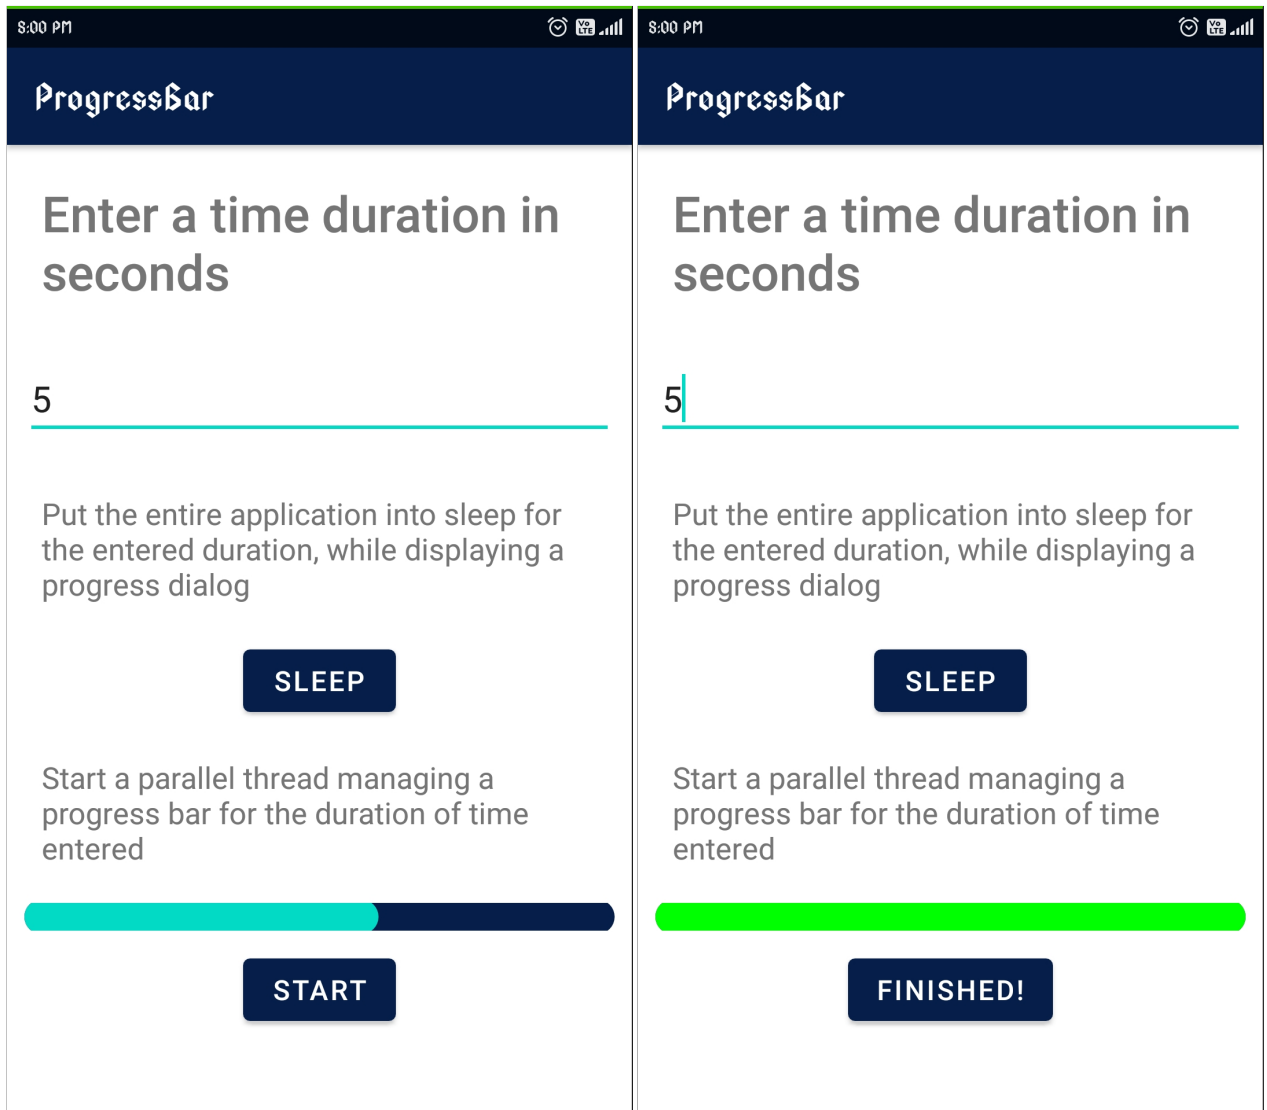 8:00 PM
Vo LTE
ProgressBar
Enter a time duration in
seconds
5
Put the entire application into sleep for
the entered duration, while displaying a
progress dialog
SLEEP
Start a parallel thread managing a
progress bar for the duration of time
entered
START
8:00 PM
Vo LTE
ProgressBar
Enter a time duration in
seconds
5
Put the entire application into sleep for
the entered duration, while displaying a
progress dialog
SLEEP
Start a parallel thread managing a
progress bar for the duration of time
entered
FINISHED!